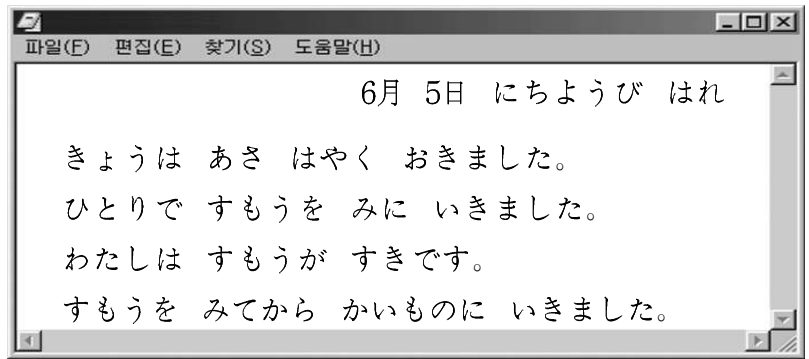 파일(F) 편집(E) 찾기(S) 도움말(H)
6月 5日 にちようび はれ
きょうは あさ はやく おきました。
ひとりで すもうを みに いきました。
わたしは すもうが すきです。
すもうを みてから かいものに いきました。